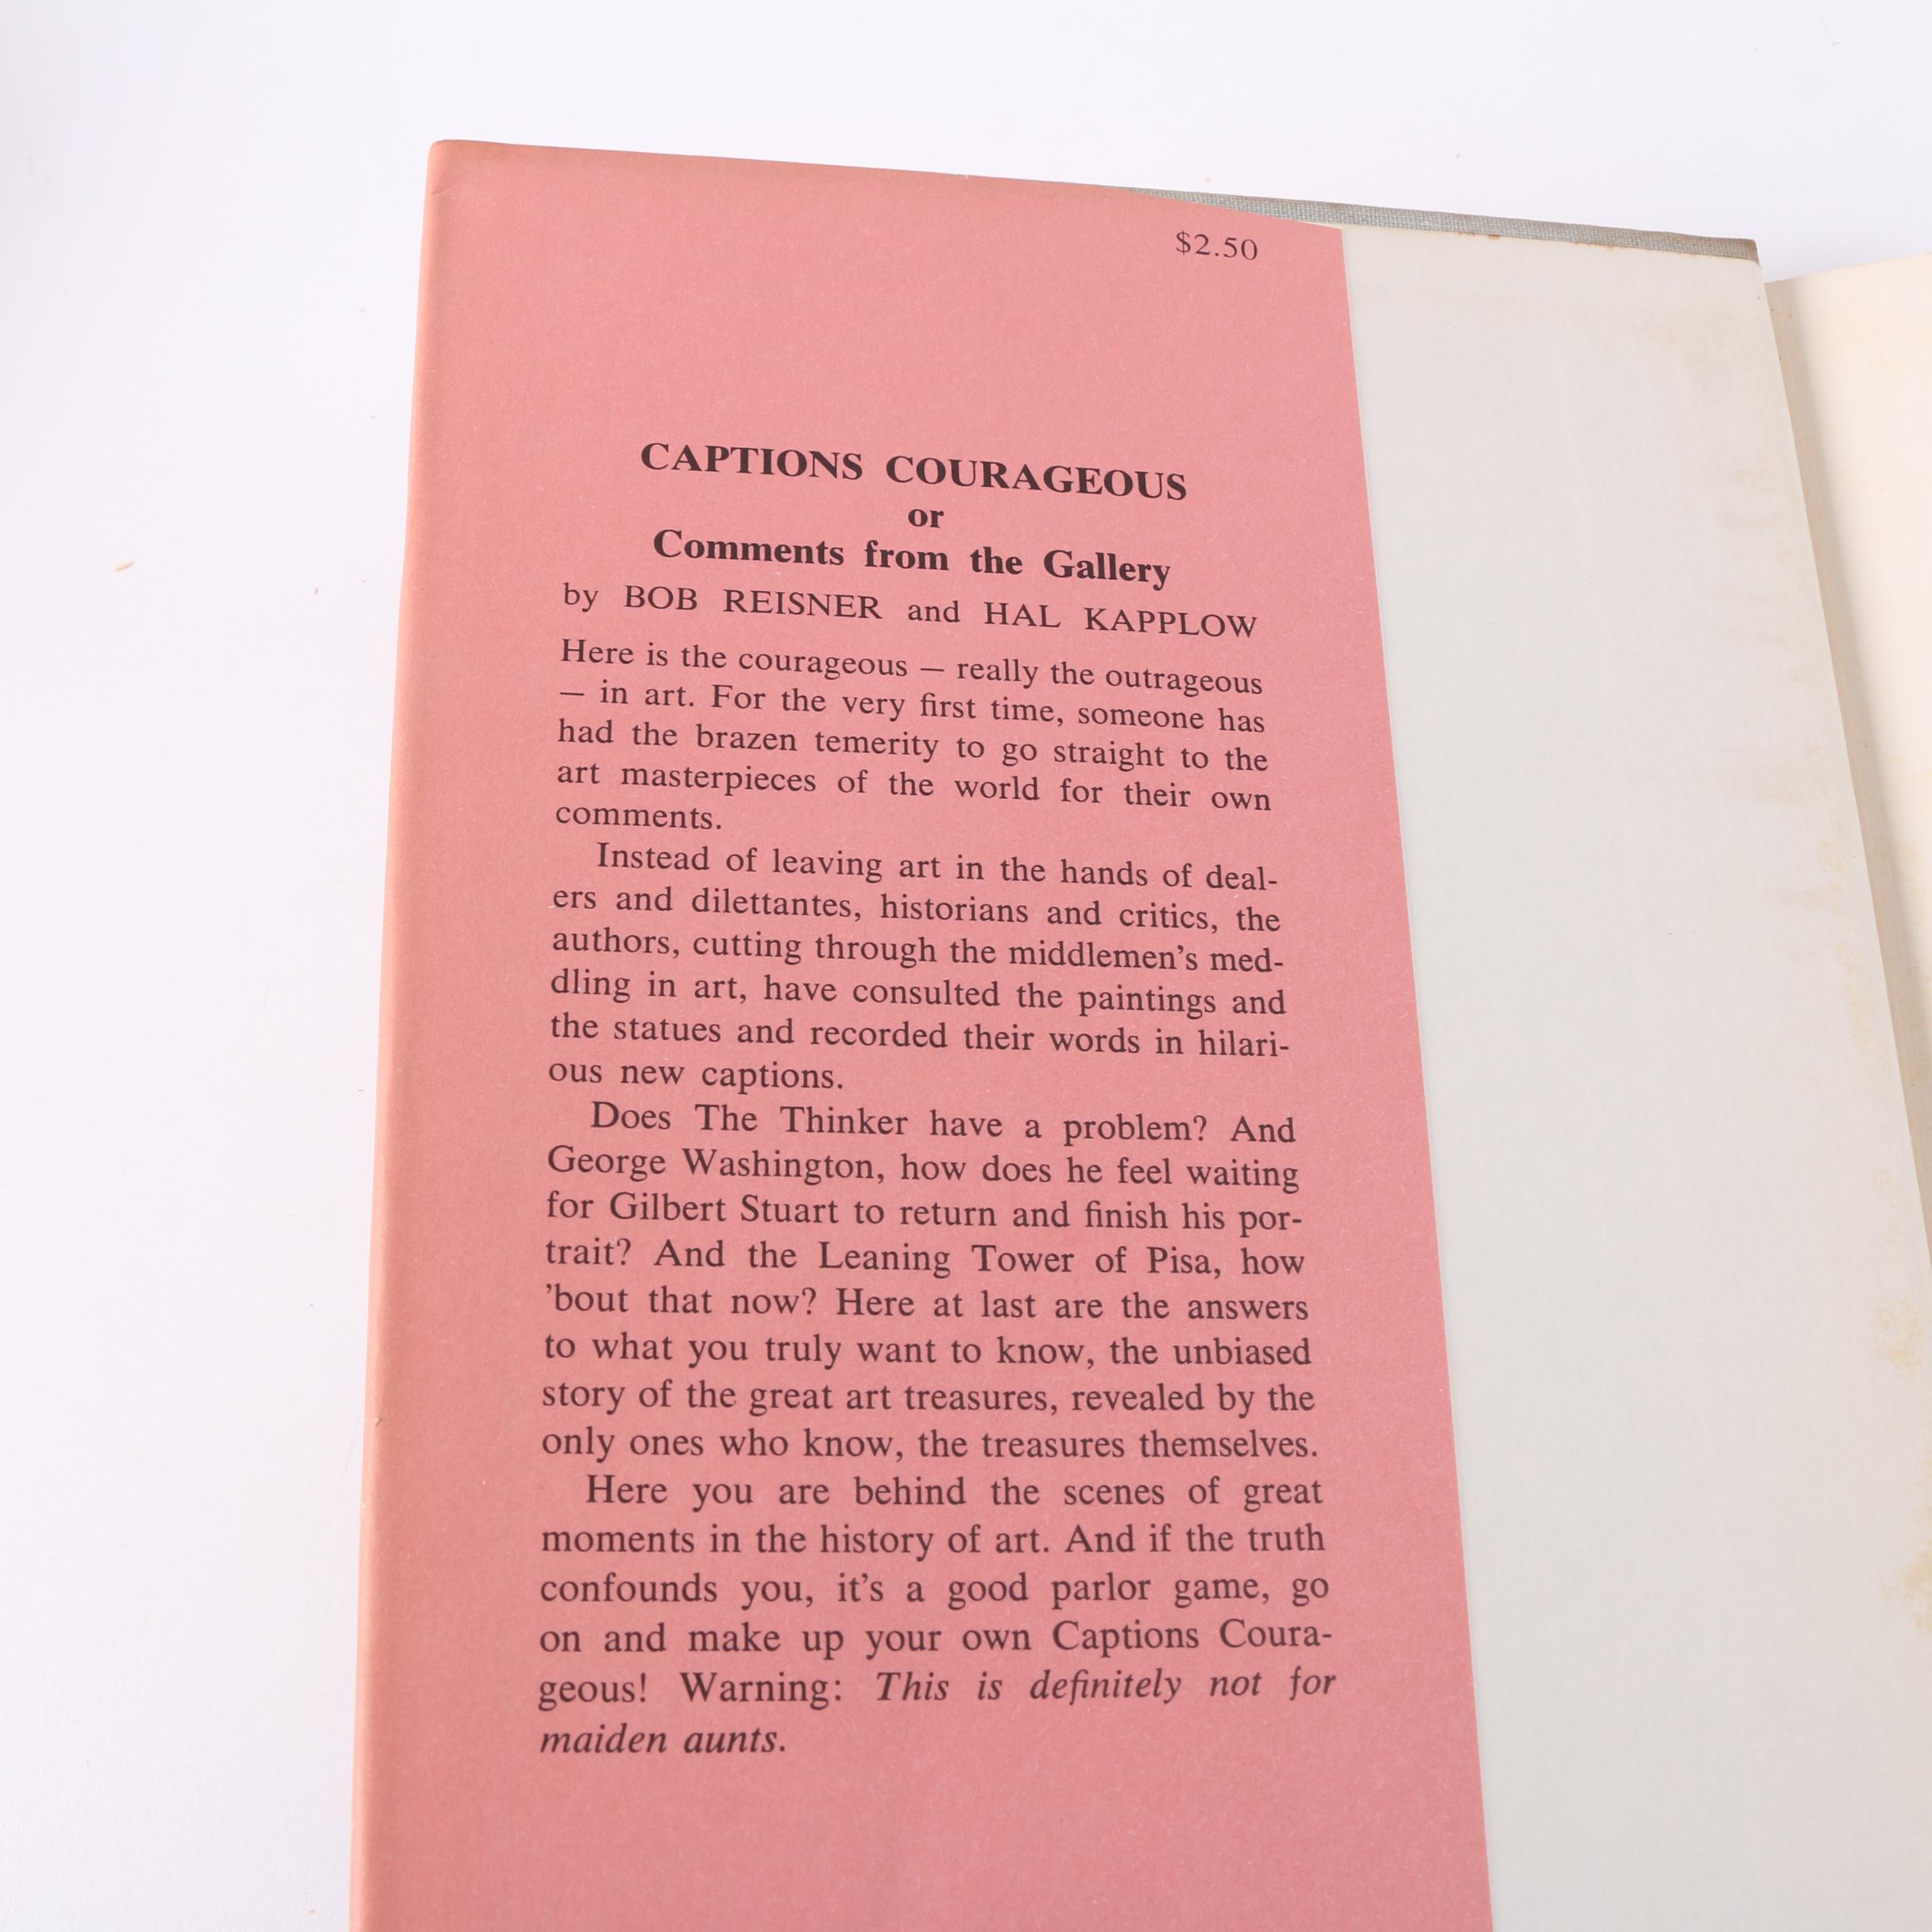 $2.50
CAPTIONS COURAGEOUS
or
Comments from the Gallery
by BOB REISNER and HAL KAPPLOW
Here is the courageous — really the outrageous
— in art. For the very first time, someone has
had the brazen temerity to go straight to the
art masterpieces of the world for their own
comments.
Instead of leaving art in the hands of deal-
ers and dilettantes, historians and critics, the
authors, cutting through the middlemen's med-
dling in art, have consulted the paintings and
the statues and recorded their words in hilari-
ous new captions.
Does The Thinker have a problem? And
George Washington, how does he feel waiting
for Gilbert Stuart to return and finish his por-
trait? And the Leaning Tower of Pisa, how
'bout that now? Here at last are the answers
to what you truly want to know, the unbiased
story of the great art treasures, revealed by the
only ones who know, the treasures themselves.
Here you are behind the scenes of great
moments in the history of art. And if the truth
confounds you, it's a good parlor game, go
on and make up your own Captions Coura-
geous! Warning: This is definitely not for
maiden aunts.